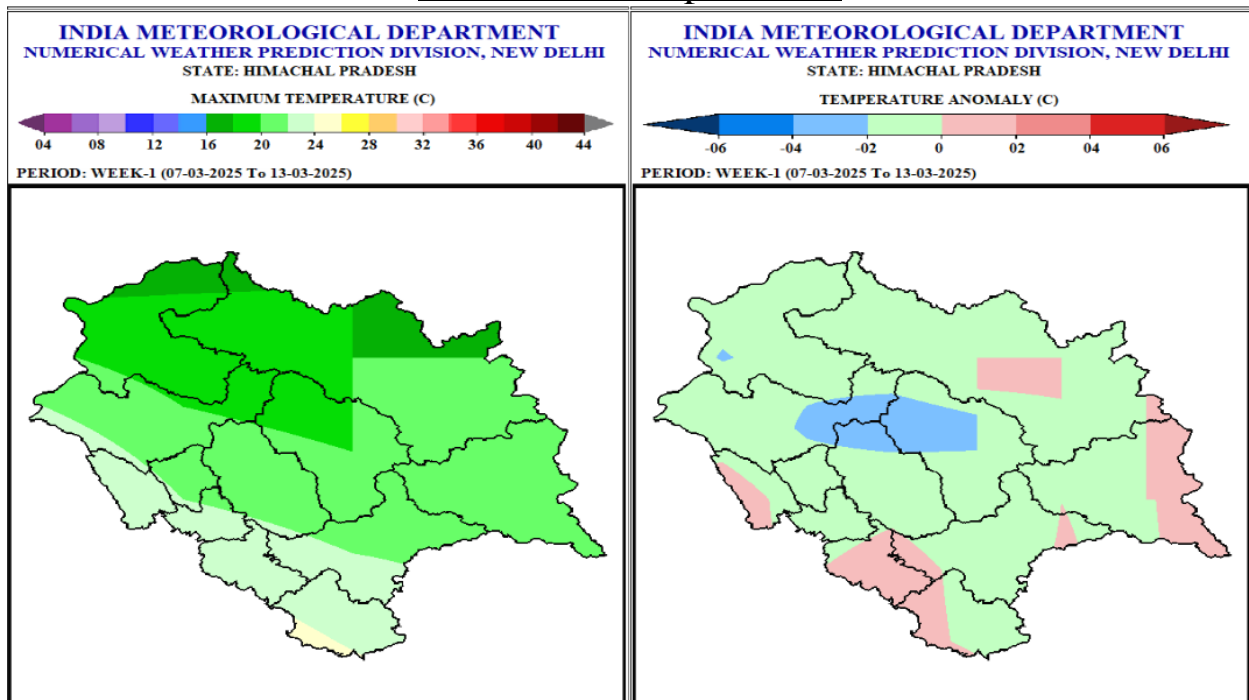 INDIA METEOROLOGICAL DEPARTMENT
NUMERICAL WEATHER PREDICTION DIVISION, NEW DELHI
STATE: HIMACHAL PRADESH
MAXIMUM TEMPERATURE (C)
04 08 12 16 20 24 28 32 36 40 44
PERIOD: WEEK-1 (07-03-2025 To 13-03-2025)
INDIA METEOROLOGICAL DEPARTMENT
NUMERICAL WEATHER PREDICTION DIVISION, NEW DELHI
STATE: HIMACHAL PRADESH
TEMPERATURE ANOMALY (C)
-06 -04 -02 0 02 04 06
PERIOD: WEEK-1 (07-03-2025 To 13-03-2025)